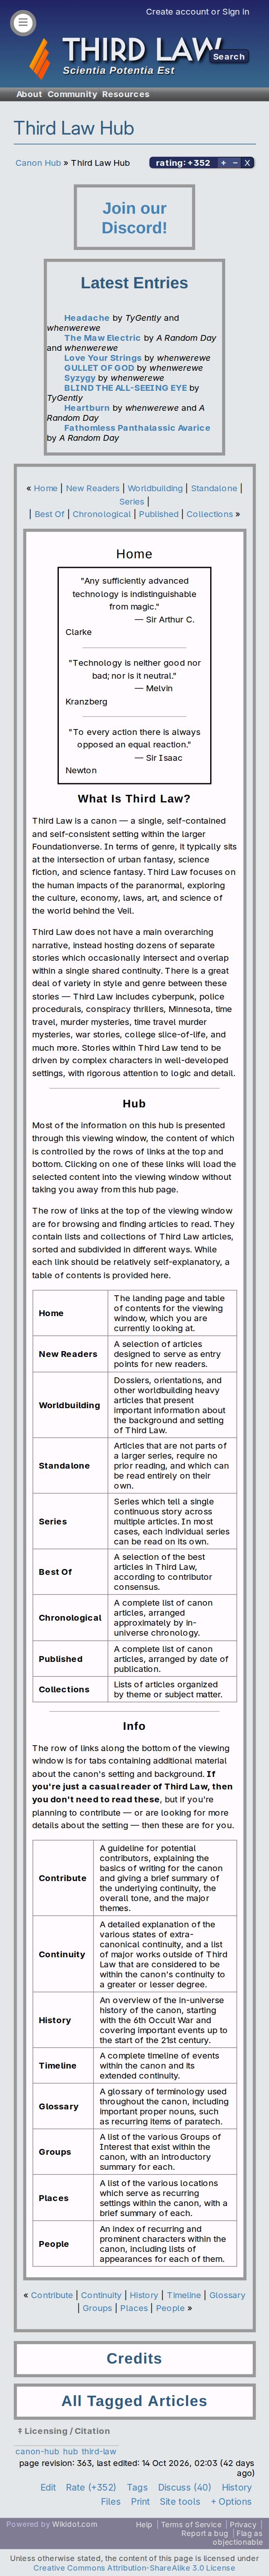 Create account or Sign in
THIRD LAW
Scientia Potentia Est
Search
About Community Resources
Third Law Hub
Canon Hub » Third Law Hub
rating: +352 + – X
Join our
Discord!
Latest Entries
Headache by TyGently and
whenwerewe
The Maw Electric by A Random Day
and whenwerewe
Love Your Strings by whenwerewe
GULLET OF GOD by whenwerewe
Syzygy by whenwerewe
BLIND THE ALL-SEEING EYE by
TyGently
Heartburn by whenwerewe and A
Random Day
Fathomless Panthalassic Avarice
by A Random Day
« Home | New Readers | Worldbuilding | Standalone |
Series |
| Best Of | Chronological | Published | Collections »
Home
"Any sufficiently advanced
technology is indistinguishable
from magic."
— Sir Arthur C.
Clarke
"Technology is neither good nor
bad; nor is it neutral."
— Melvin
Kranzberg
"To every action there is always
opposed an equal reaction."
— Sir Isaac
Newton
What Is Third Law?
Third Law is a canon — a single, self-contained
and self-consistent setting within the larger
Foundationverse. In terms of genre, it typically sits
at the intersection of urban fantasy, science
fiction, and science fantasy. Third Law focuses on
the human impacts of the paranormal, exploring
the culture, economy, laws, art, and science of
the world behind the Veil.
Third Law does not have a main overarching
narrative, instead hosting dozens of separate
stories which occasionally intersect and overlap
within a single shared continuity. There is a great
deal of variety in style and genre between these
stories — Third Law includes cyberpunk, police
procedurals, conspiracy thrillers, Minnesota, time
travel, murder mysteries, time travel murder
mysteries, war stories, college slice-of-life, and
much more. Stories within Third Law tend to be
driven by complex characters in well-developed
settings, with rigorous attention to logic and detail.
Hub
Most of the information on this hub is presented
through this viewing window, the content of which
is controlled by the rows of links at the top and
bottom. Clicking on one of these links will load the
selected content into the viewing window without
taking you away from this hub page.
The row of links at the top of the viewing window
are for browsing and finding articles to read. They
contain lists and collections of Third Law articles,
sorted and subdivided in different ways. While
each link should be relatively self-explanatory, a
table of contents is provided here.
Home
The landing page and table
of contents for the viewing
window, which you are
currently looking at.
New Readers
A selection of articles
designed to serve as entry
points for new readers.
Worldbuilding
Dossiers, orientations, and
other worldbuilding heavy
articles that present
important information about
the background and setting
of Third Law.
Standalone
Articles that are not parts of
a larger series, require no
prior reading, and which can
be read entirely on their
own.
Series
Series which tell a single
continuous story across
multiple articles. In most
cases, each individual series
can be read on its own.
Best Of
A selection of the best
articles in Third Law,
according to contributor
consensus.
Chronological
A complete list of canon
articles, arranged
approximately by in-
universe chronology.
Published
A complete list of canon
articles, arranged by date of
publication.
Collections
Lists of articles organized
by theme or subject matter.
Info
The row of links along the bottom of the viewing
window is for tabs containing additional material
about the canon's setting and background. If
you're just a casual reader of Third Law, then
you don't need to read these, but if you're
planning to contribute — or are looking for more
details about the setting — then these are for you.
Contribute
A guideline for potential
contributors, explaining the
basics of writing for the canon
and giving a brief summary of
the underlying continuity, the
overall tone, and the major
themes.
Continuity
A detailed explanation of the
various states of extra-
canonical continuity, and a list
of major works outside of Third
Law that are considered to be
within the canon's continuity to
a greater or lesser degree.
History
An overview of the in-universe
history of the canon, starting
with the 6th Occult War and
covering important events up to
the start of the 21st century.
Timeline
A complete timeline of events
within the canon and its
extended continuity.
Glossary
A glossary of terminology used
throughout the canon, including
important proper nouns, such
as recurring items of paratech.
Groups
A list of the various Groups of
Interest that exist within the
canon, with an introductory
summary for each.
Places
A list of the various locations
which serve as recurring
settings within the canon, with a
brief summary of each.
People
An index of recurring and
prominent characters within the
canon, including lists of
appearances for each of them.
« Contribute | Continuity | History | Timeline | Glossary
| Groups | Places | People »
Credits
All Tagged Articles
‡ Licensing / Citation
canon-hub hub third-law
page revision: 363, last edited: 14 Oct 2026, 02:03 (42 days
ago)
Edit Rate (+352) Tags Discuss (40) History
Files Print Site tools + Options
Powered by Wikidot.com
Help | Terms of Service | Privacy |
Report a bug | Flag as
objectionable
Unless otherwise stated, the content of this page is licensed under
Creative Commons Attribution-ShareAlike 3.0 License